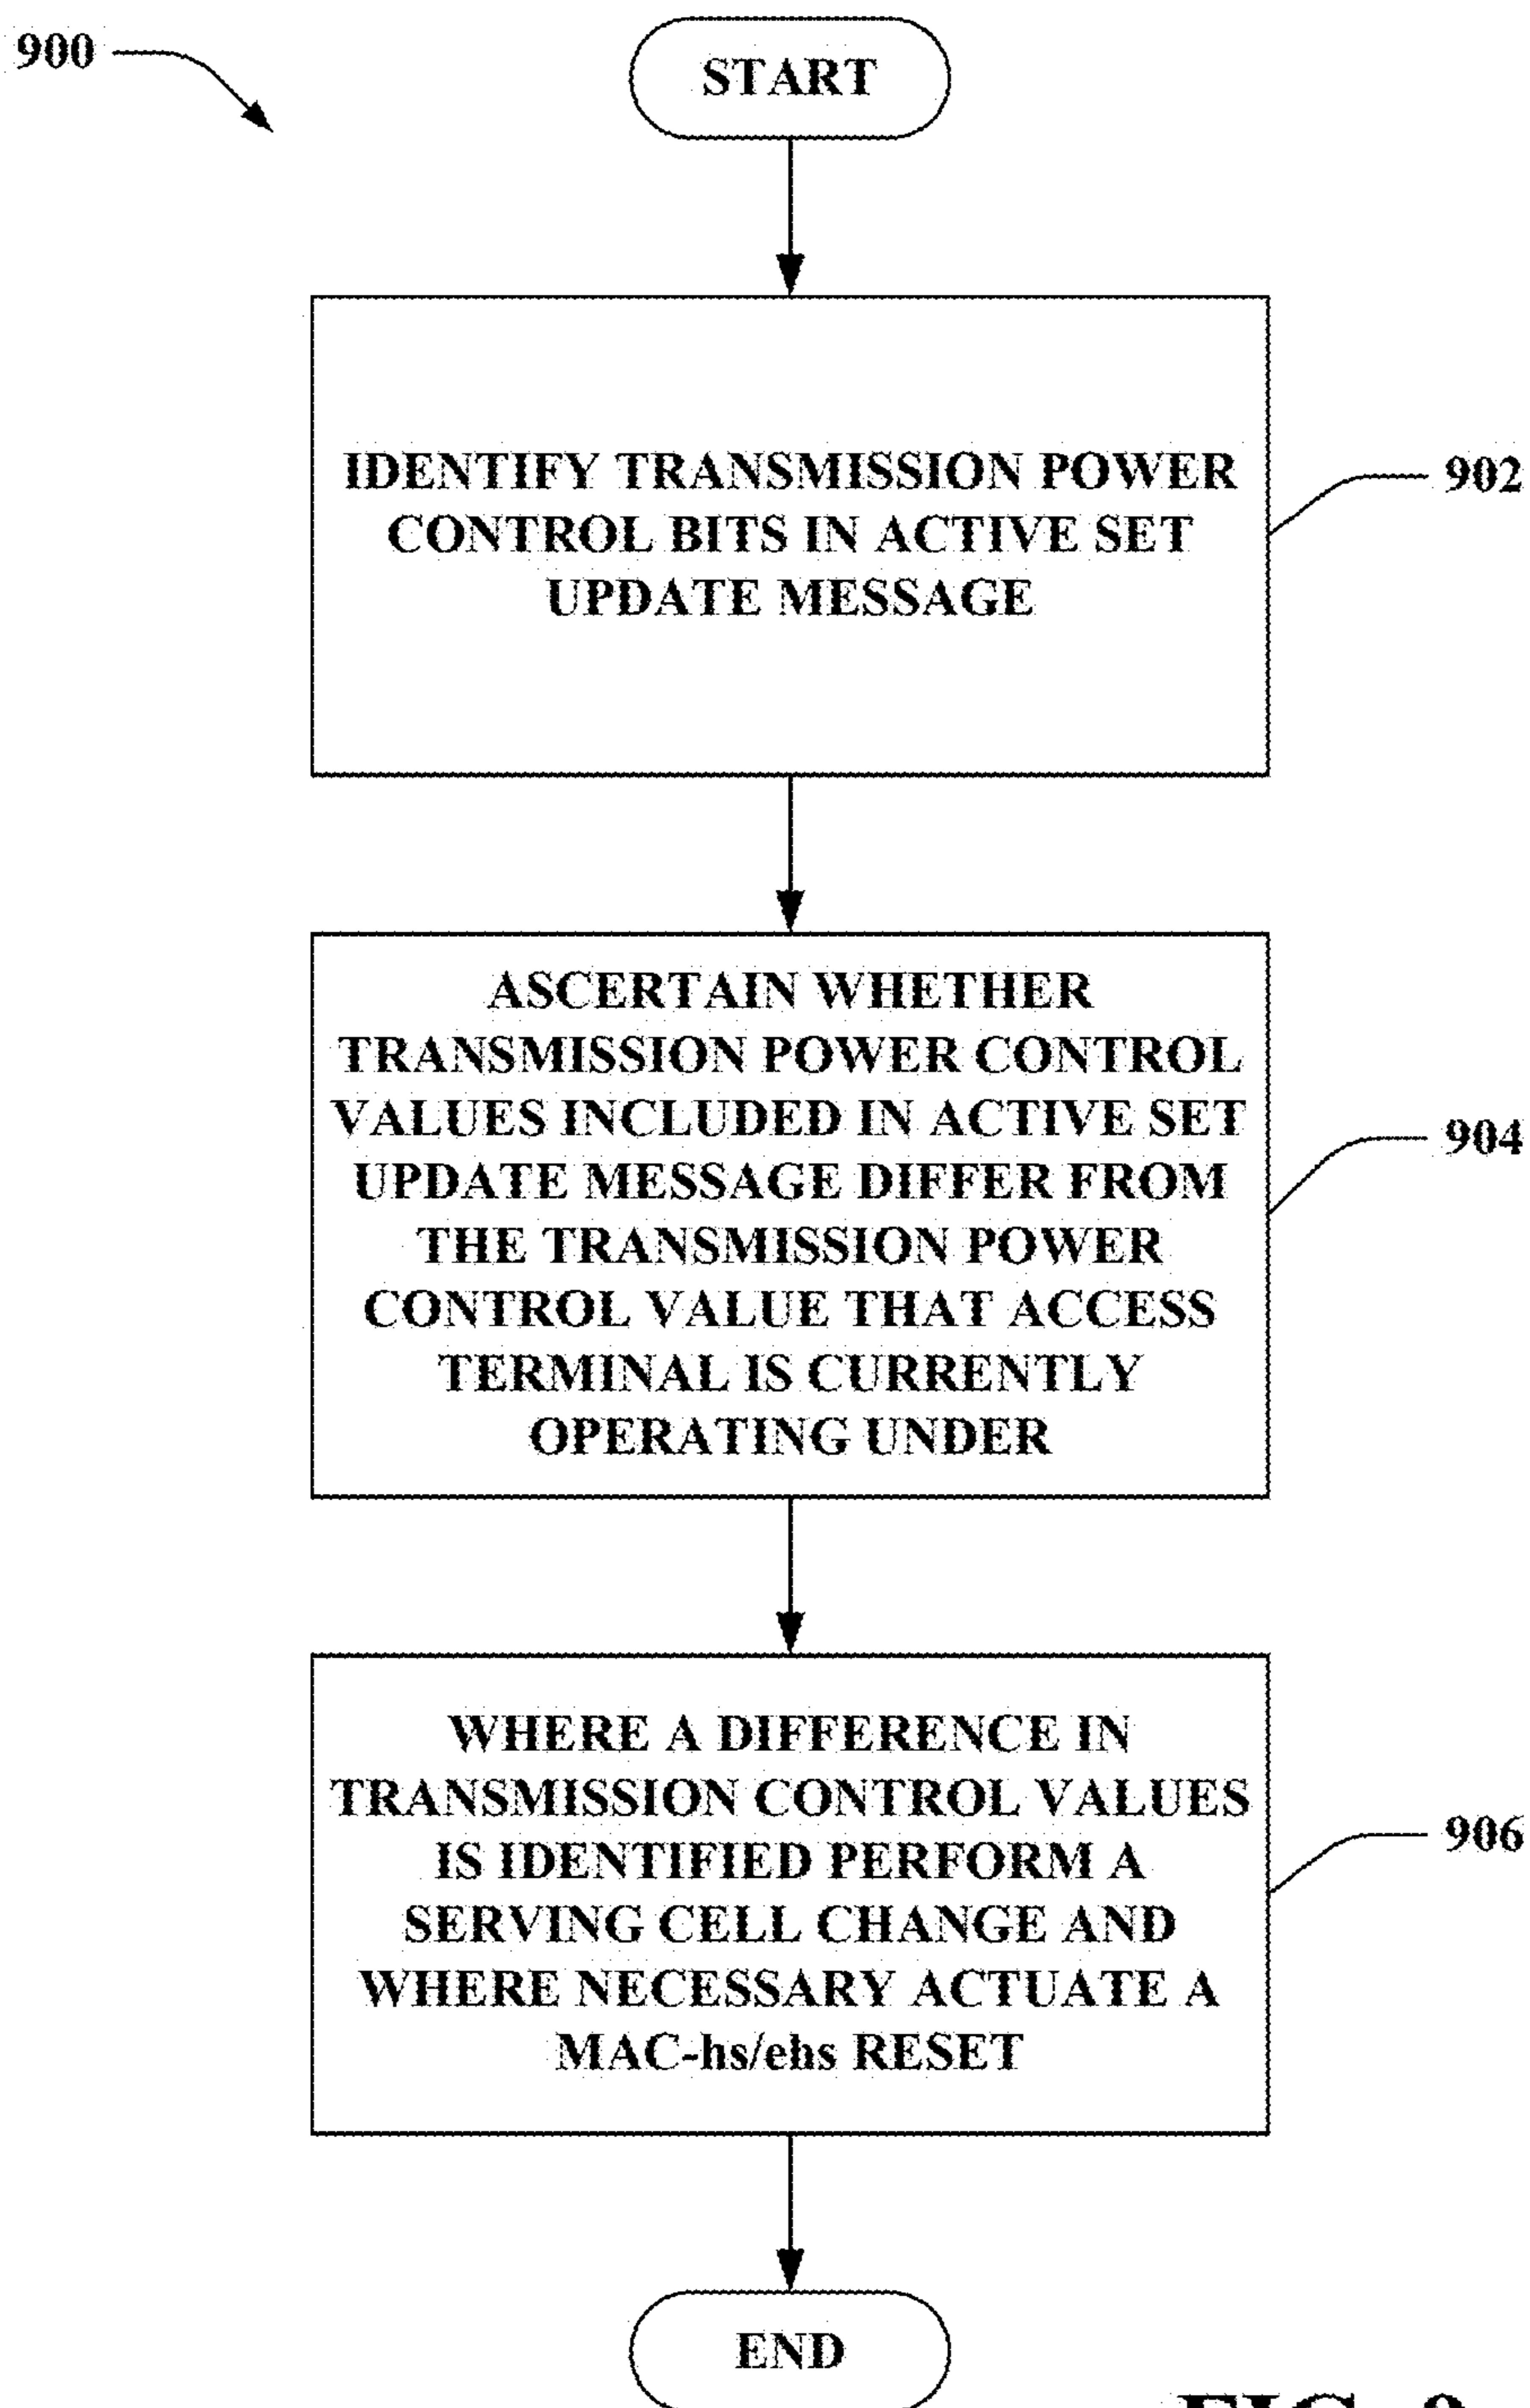 900
START
IDENTIFY TRANSMISSION POWER
CONTROL BITS IN ACTIVE SET
UPDATE MESSAGE
902
ASCERTAIN WHETHER
TRANSMISSION POWER CONTROL
VALUES INCLUDED IN ACTIVE SET
UPDATE MESSAGE DIFFER FROM
THE TRANSMISSION POWER
CONTROL VALUE THAT ACCESS
TERMINAL IS CURRENTLY
OPERATING UNDER
904
WHERE A DIFFERENCE IN
TRANSMISSION CONTROL VALUES
IS IDENTIFIED PERFORM A
SERVING CELL CHANGE AND
WHERE NECESSARY ACTUATE A
MAC-hs/ehs RESET
906
END